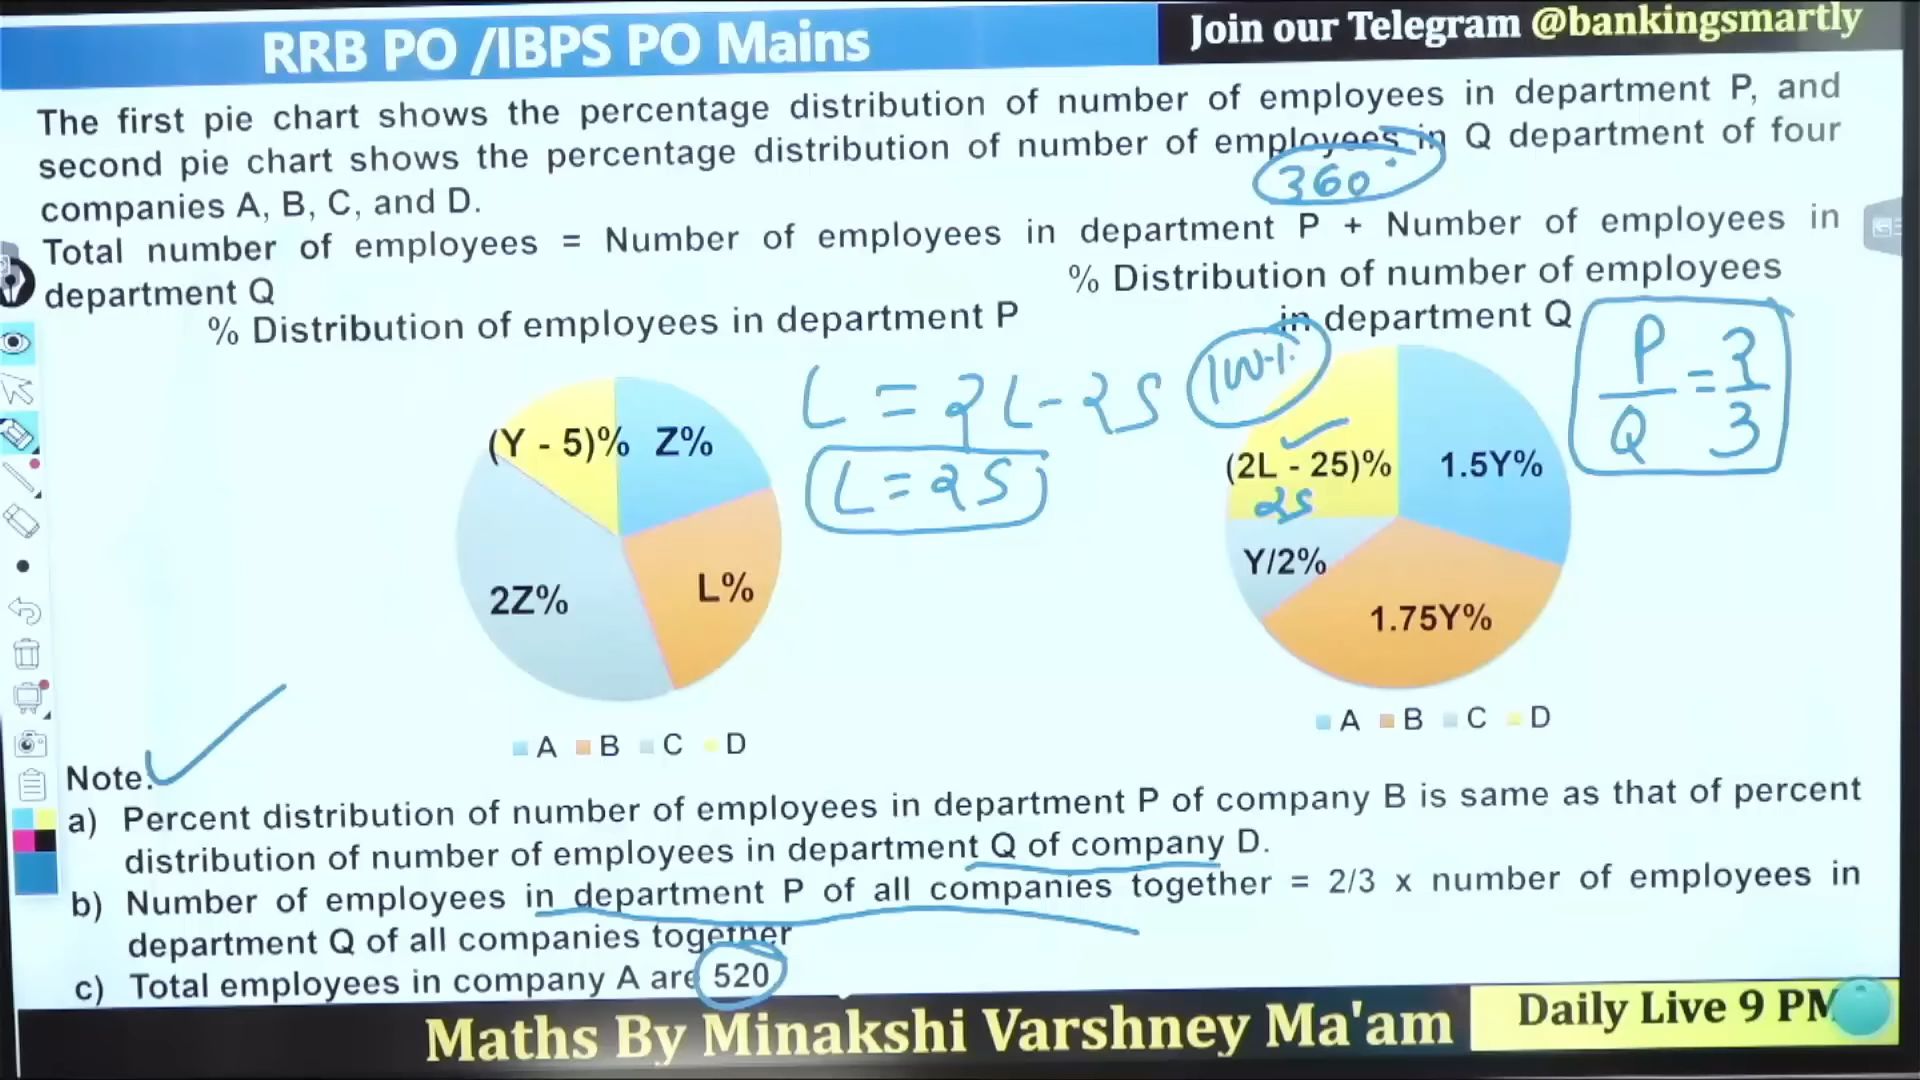 RRB PO /IBPS PO Mains
Join our Telegram @bankingsmartly
The first pie chart shows the percentage distribution of number of employees in department P, and
second pie chart shows the percentage distribution of number of employees in Q department of four
companies A, B, C, and D.
360°
Total number of employees = Number of employees in department P + Number of employees in
department Q
% Distribution of employees in department P
% Distribution of number of employees
in department Q
(Y - 5)%
Z%
2Z%
L%
A B C D
L = 2L - 25
L = 25
100%
(2L - 25)%
25
1.5Y%
Y/2%
1.75Y%
A B C D
P/Q = 2/3
Note:
a) Percent distribution of number of employees in department P of company B is same as that of percent
distribution of number of employees in department Q of company D.
b) Number of employees in department P of all companies together = 2/3 x number of employees in
department Q of all companies together
c) Total employees in company A are 520
Maths By Minakshi Varshney Ma'am
Daily Live 9 PM